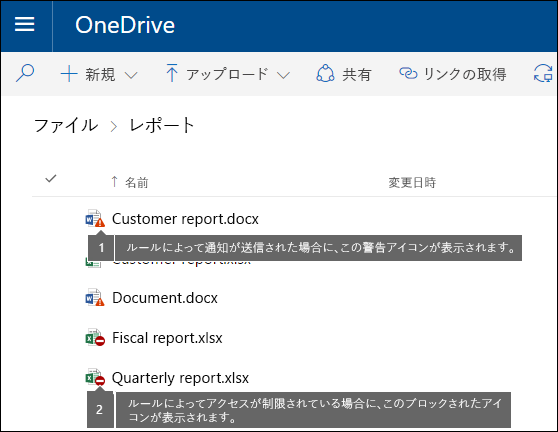 OneDrive
新規 アップロード 共有 リンクの取得
ファイル > レポート
名前 変更日時
Customer report.docx
1 ルールによって通知が送信された場合に、この警告アイコンが表示されます。
Customer report.xlsx
Document.docx
Fiscal report.xlsx
Quarterly report.xlsx
2 ルールによってアクセスが制限されている場合に、このブロックされたアイ
コンが表示されます。